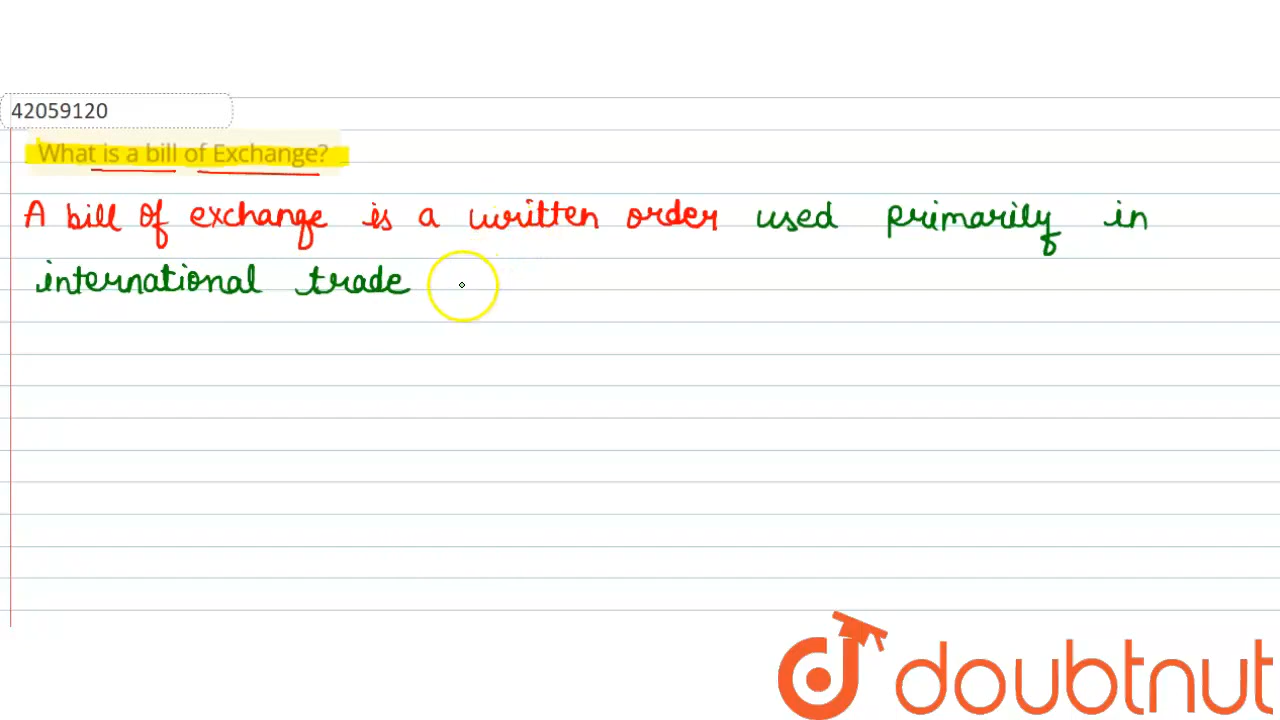 42059120
What is a bill of Exchange?
A bill of exchange is a written order used primarily in
international trade
doubtnut